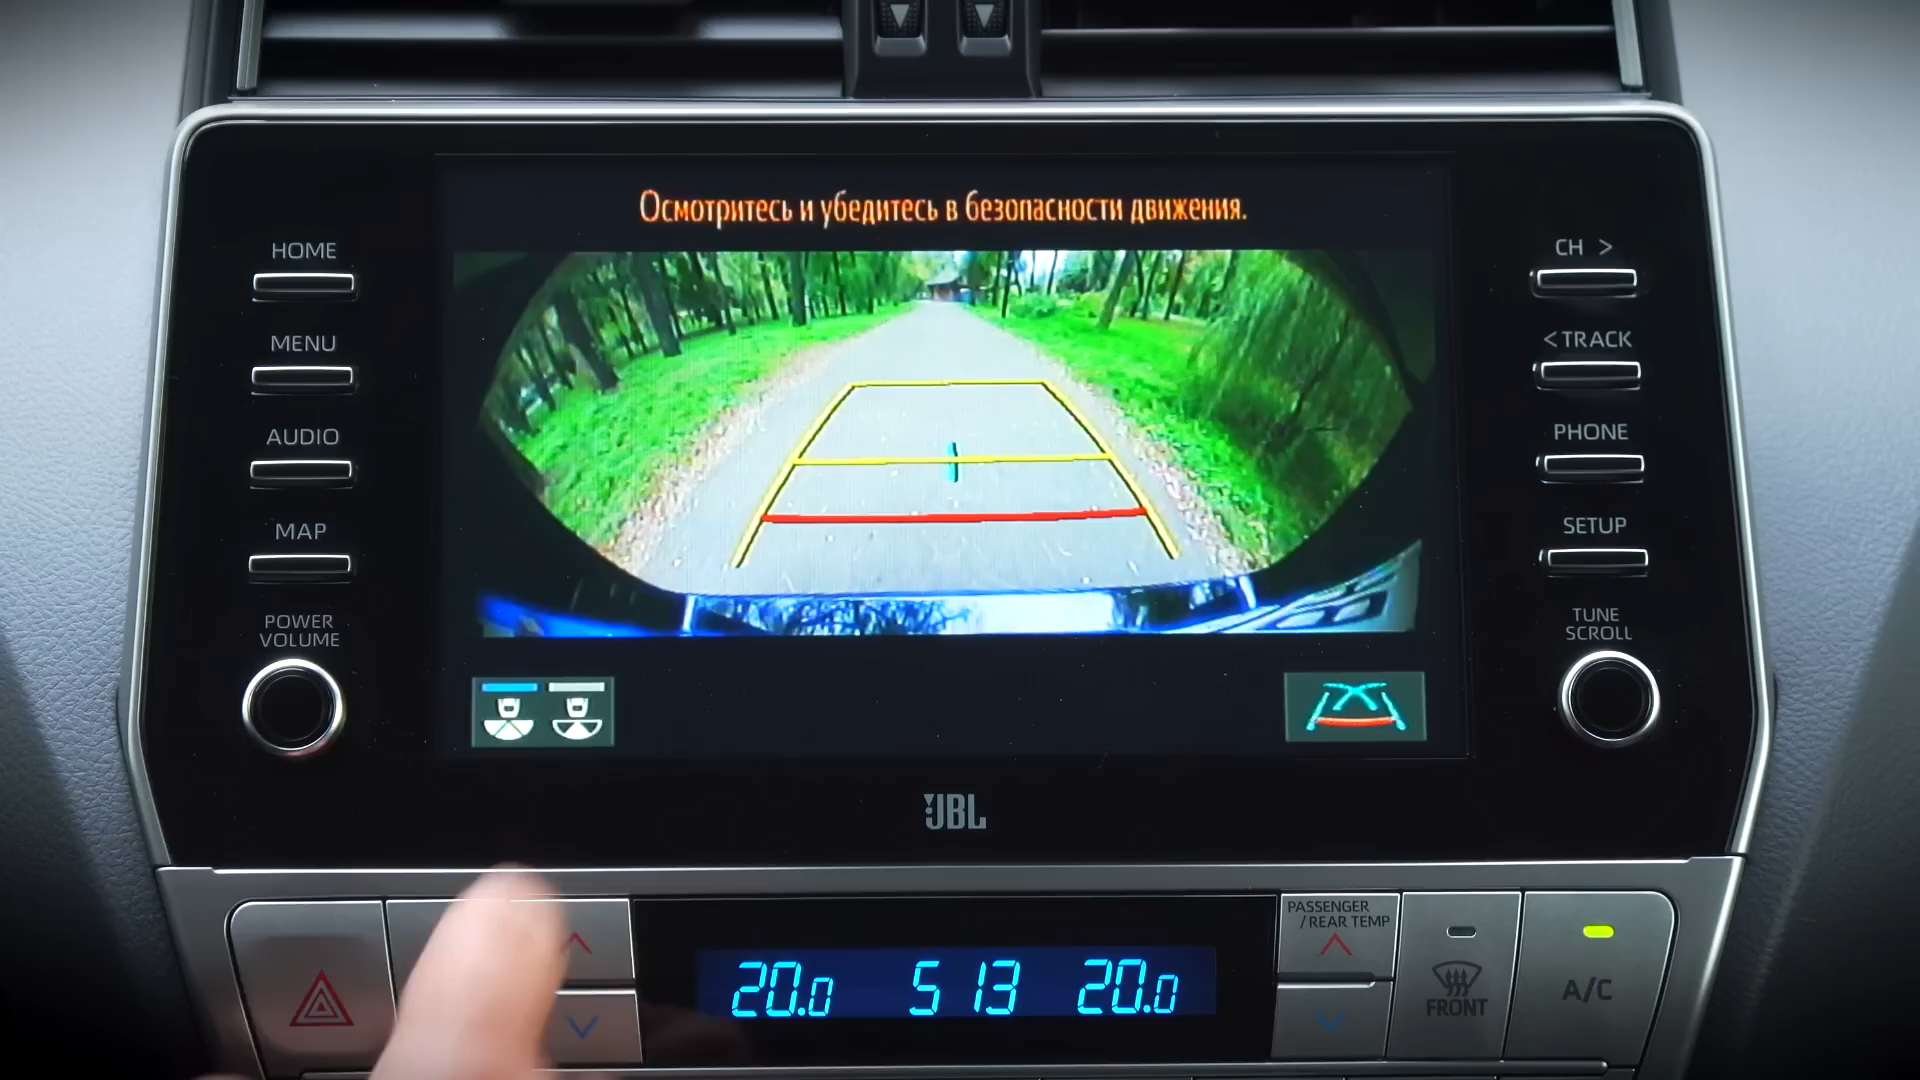 Осмотритесь и убедитесь в безопасности движения.
HOME
MENU
AUDIO
MAP
POWER
VOLUME
CH >
< TRACK
PHONE
SETUP
TUNE
SCROLL
JBL
PASSENGER
/REAR TEMP
20.0 5 13 20.0
FRONT
A/C